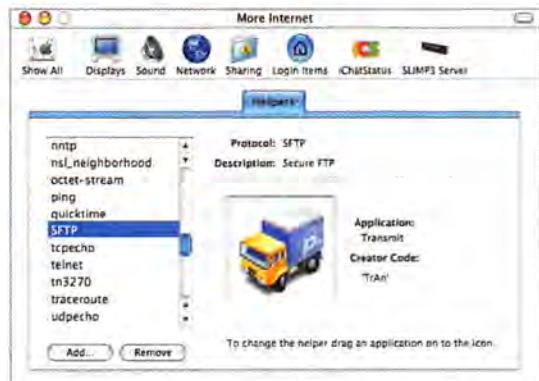 More Internet
Show All Displays Sound Network Sharing Login Items iChatStatus SLIMP3 Server
Helpers
nntp
nsl_neighborhood
octet-stream
ping
quicktime
SFTP
tcpecho
telnet
tn3270
traceroute
udpecho
Add... Remove
Protocol: SFTP
Description: Secure FTP
Application:
Transmit
Creator Code:
'TrAn'
To change the helper drag an application on to the icon.